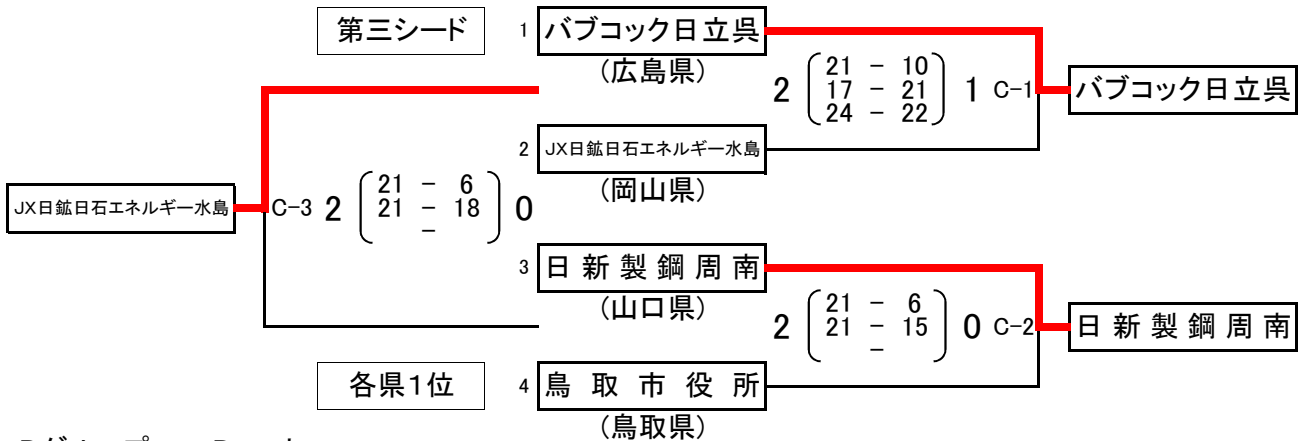 第三シード
1 バブコック日立呉
(広島県)
2 21 - 10 1 C-1
17 - 21
24 - 22
バブコック日立呉
2 JX日鉱日石エネルギー水島
(岡山県)
JX日鉱日石エネルギー水島
C-3 2 21 - 6 0
21 - 18
-
3 日新製鋼周南
(山口県)
2 21 - 6 0 C-2
21 - 15
-
日新製鋼周南
各県1位
4 鳥取市役所
(鳥取県)